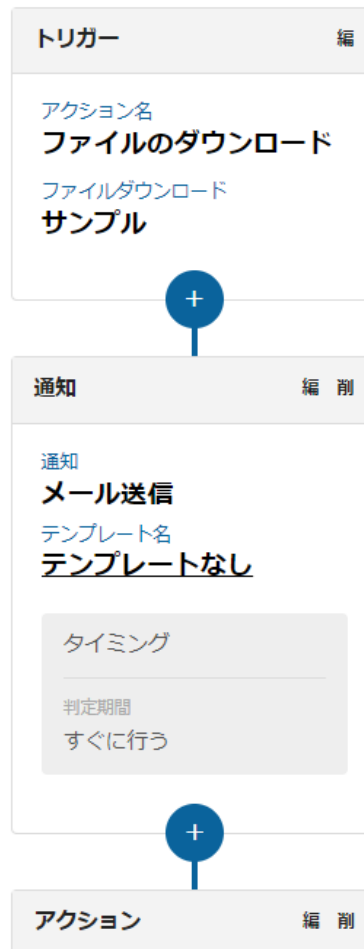 トリガー 編
アクション名
ファイルのダウンロード
ファイルダウンロード
サンプル
+
通知 編 削
通知
メール送信
テンプレート名
テンプレートなし
タイミング
判定期間
すぐに行う
+
アクション 編 削